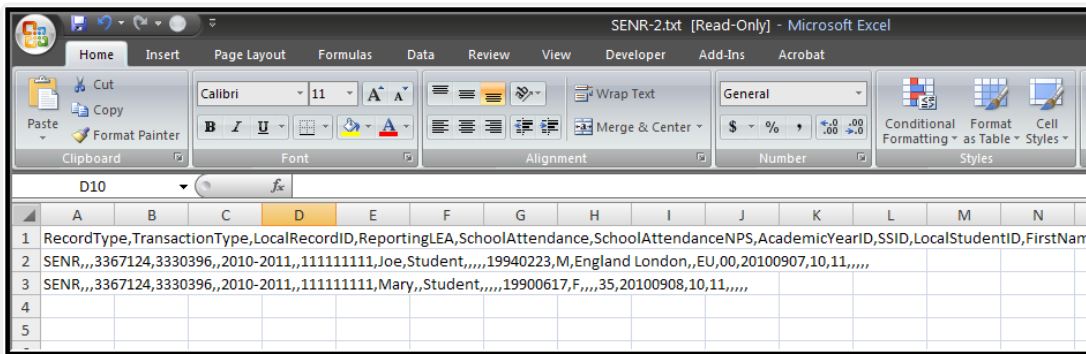 SENR-2.txt [Read-Only] - Microsoft Excel
Home Insert Page Layout Formulas Data Review View Developer Add-Ins Acrobat
Paste
Cut
Copy
Format Painter
Clipboard
Calibri 11 A A
B I U A
Font
Wrap Text
Merge & Center
Alignment
General
$ % , .0 .00 .00 .0
Number
Conditional Formatting
Format as Table
Cell Styles
Styles
D10 fx
A B C D E F G H I J K L M N
1 RecordType,TransactionType,LocalRecordID,ReportingLEA,SchoolAttendance,SchoolAttendanceNPS,AcademicYearID,SSID,LocalStudentID,FirstNam
2 SENR,,,3367124,3330396,,2010-2011,,111111111,Joe,Student,,,,,19940223,M,England London,,EU,00,20100907,10,11,,,,,
3 SENR,,,3367124,3330396,,2010-2011,,111111111,Mary,,Student,,,,,19900617,F,,,,35,20100908,10,11,,,,,
4
5